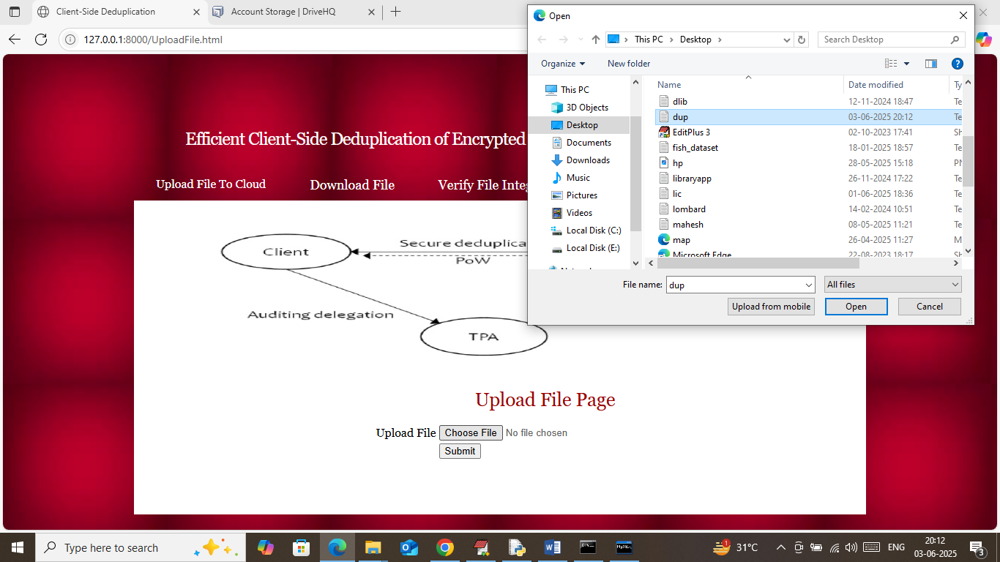 Client-Side Deduplication
Account Storage | DriveHQ
127.0.0.1:8000/UploadFile.html
Efficient Client-Side Deduplication of Encrypted
Upload File To Cloud
Download File
Verify File Integ
Client
Secure deduplica
PoW
Auditing delegation
TPA
Upload File Page
Upload File
Choose File
No file chosen
Submit
Open
This PC
Desktop
Search Desktop
Organize
New folder
This PC
3D Objects
Desktop
Documents
Downloads
Music
Pictures
Videos
Local Disk (C:)
Local Disk (E:)
Name Date modified Ty
dlib 12-11-2024 18:47 Te
dup 03-06-2025 20:12 Te
EditPlus 3 02-10-2023 17:41 Sh
fish_dataset 18-01-2025 18:57 Te
hp 28-05-2025 15:18 PN
libraryapp 26-11-2024 17:22 Te
lic 01-06-2025 18:36 Te
lombard 14-02-2024 10:51 Te
mahesh 08-05-2025 11:21 Te
map 26-04-2025 11:27 M
Microsoft Edge 22-08-2023 18:17 Sh
File name: dup
All files
Upload from mobile
Open
Cancel
Type here to search
31°C
ENG
20:12
03-06-2025
3